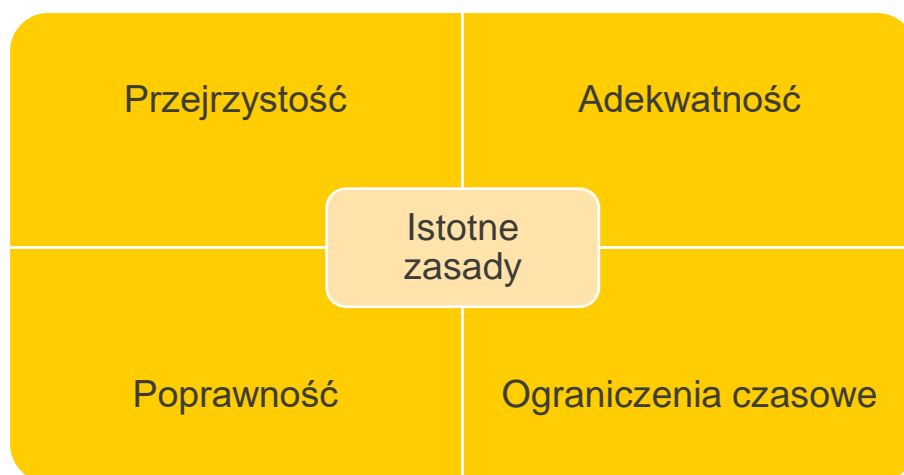 Przejrzystość
Adekwatność
Istotne
zasady
Poprawność
Ograniczenia czasowe